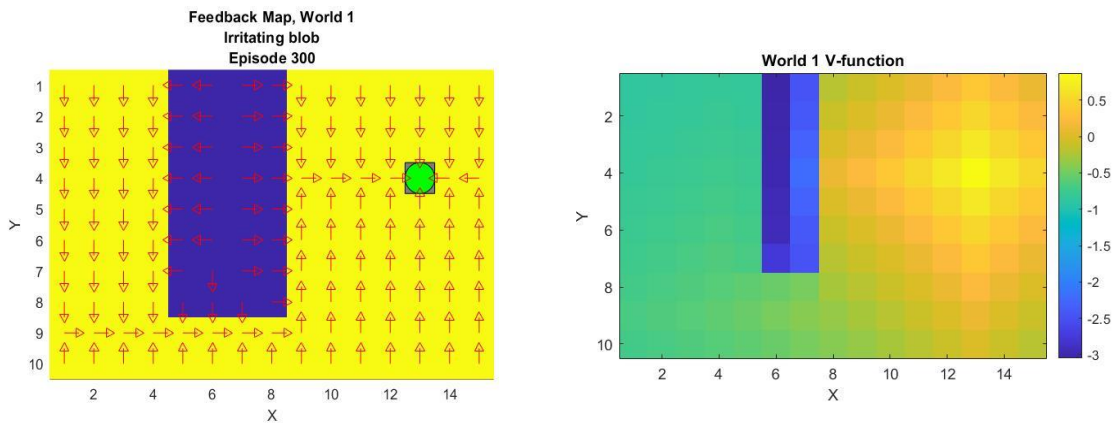 Feedback Map, World 1
Irritating blob
Episode 300
1
2
3
4
5
6
7
8
9
10
Y
2 4 6 8 10 12 14
X
World 1 V-function
2
4
6
8
10
Y
2 4 6 8 10 12 14
X
0.5
0
-0.5
-1
-1.5
-2
-2.5
-3